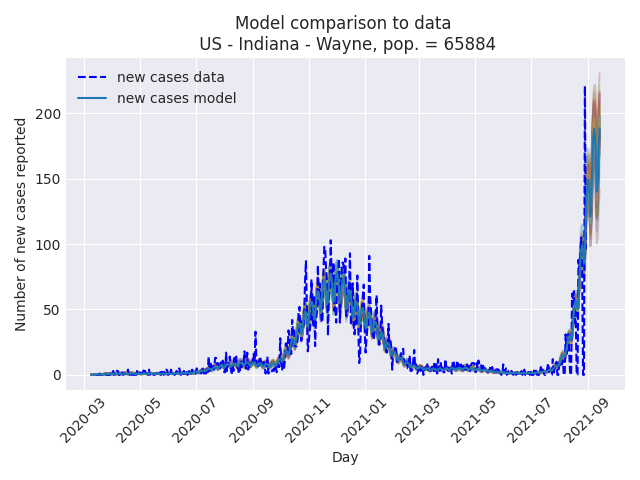 Model comparison to data
US - Indiana - Wayne, pop. = 65884
new cases data
new cases model
Number of new cases reported
200
150
100
50
0
2020-03
2020-05
2020-07
2020-09
2020-11
2021-01
2021-03
2021-05
2021-07
2021-09
Day